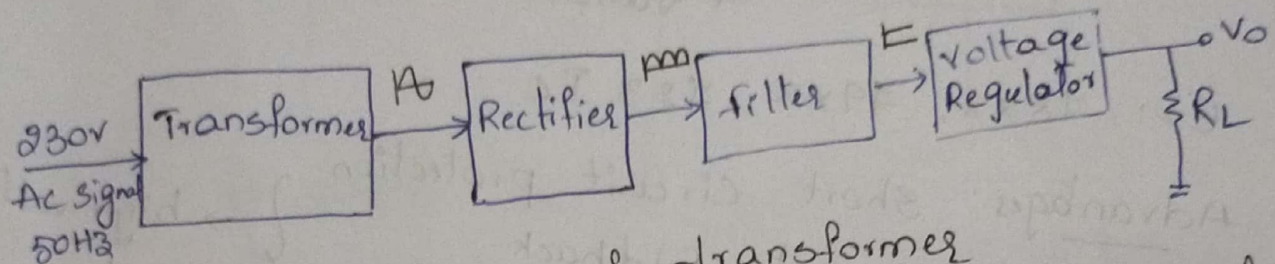 230V
Ac Signal
50HZ
Transformer
Rectifier
filter
Voltage
Regulator
Vo
RL
transformer